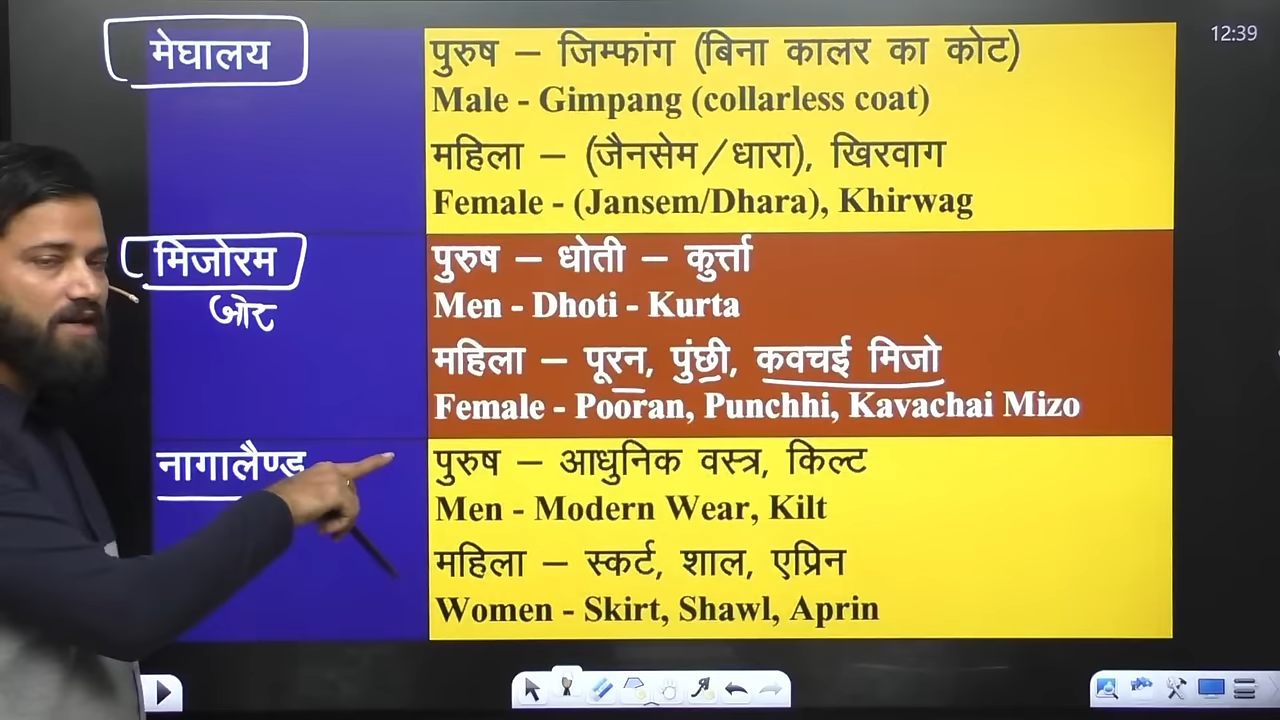 12:39
मेघालय
पुरुष – जिम्फांग (बिना कालर का कोट)
Male - Gimpang (collarless coat)
महिला – (जैनसेम/धारा), खिरवाग
Female - (Jansem/Dhara), Khirwag
मिजोरम
ओर
पुरुष – धोती – कुर्त्ता
Men - Dhoti - Kurta
महिला – पूरन, पुंछी, कवचई मिजो
Female - Pooran, Punchhi, Kavachai Mizo
नागालैण्ड
पुरुष – आधुनिक वस्त्र, किल्ट
Men - Modern Wear, Kilt
महिला – स्कर्ट, शाल, एप्रिन
Women - Skirt, Shawl, Aprin